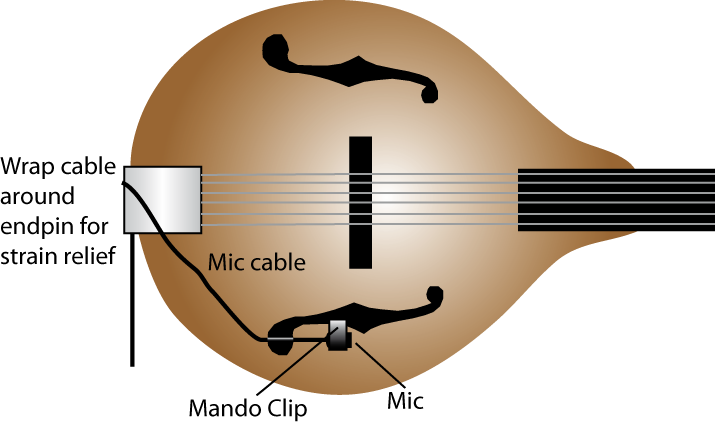 Wrap cable
around
endpin for
strain relief
Mic cable
Mando Clip
Mic